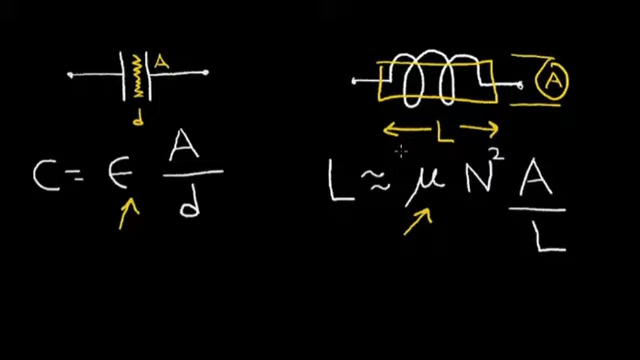 A
d
A
L
C = ϵ A/d
L ≈ μ N² A/L